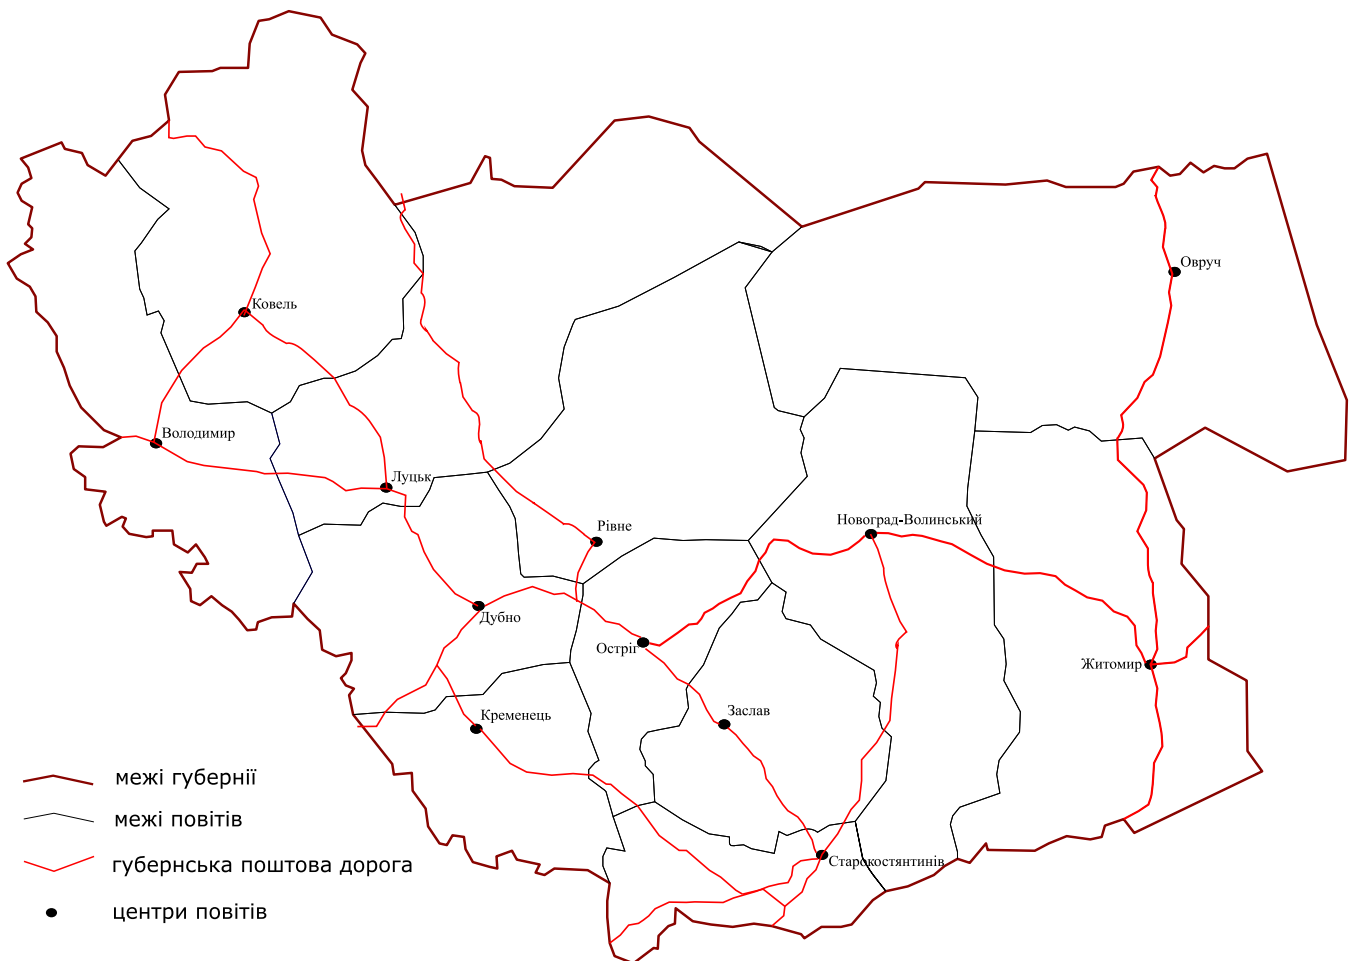 Овруч
Ковель
Володимир
Луцьк
Новоград-Волинський
Рівне
Дубно
Остріг
Житомир
Заслав
Кременець
Старокостянтинів
межі губернії
межі повітів
губернська поштова дорога
центри повітів